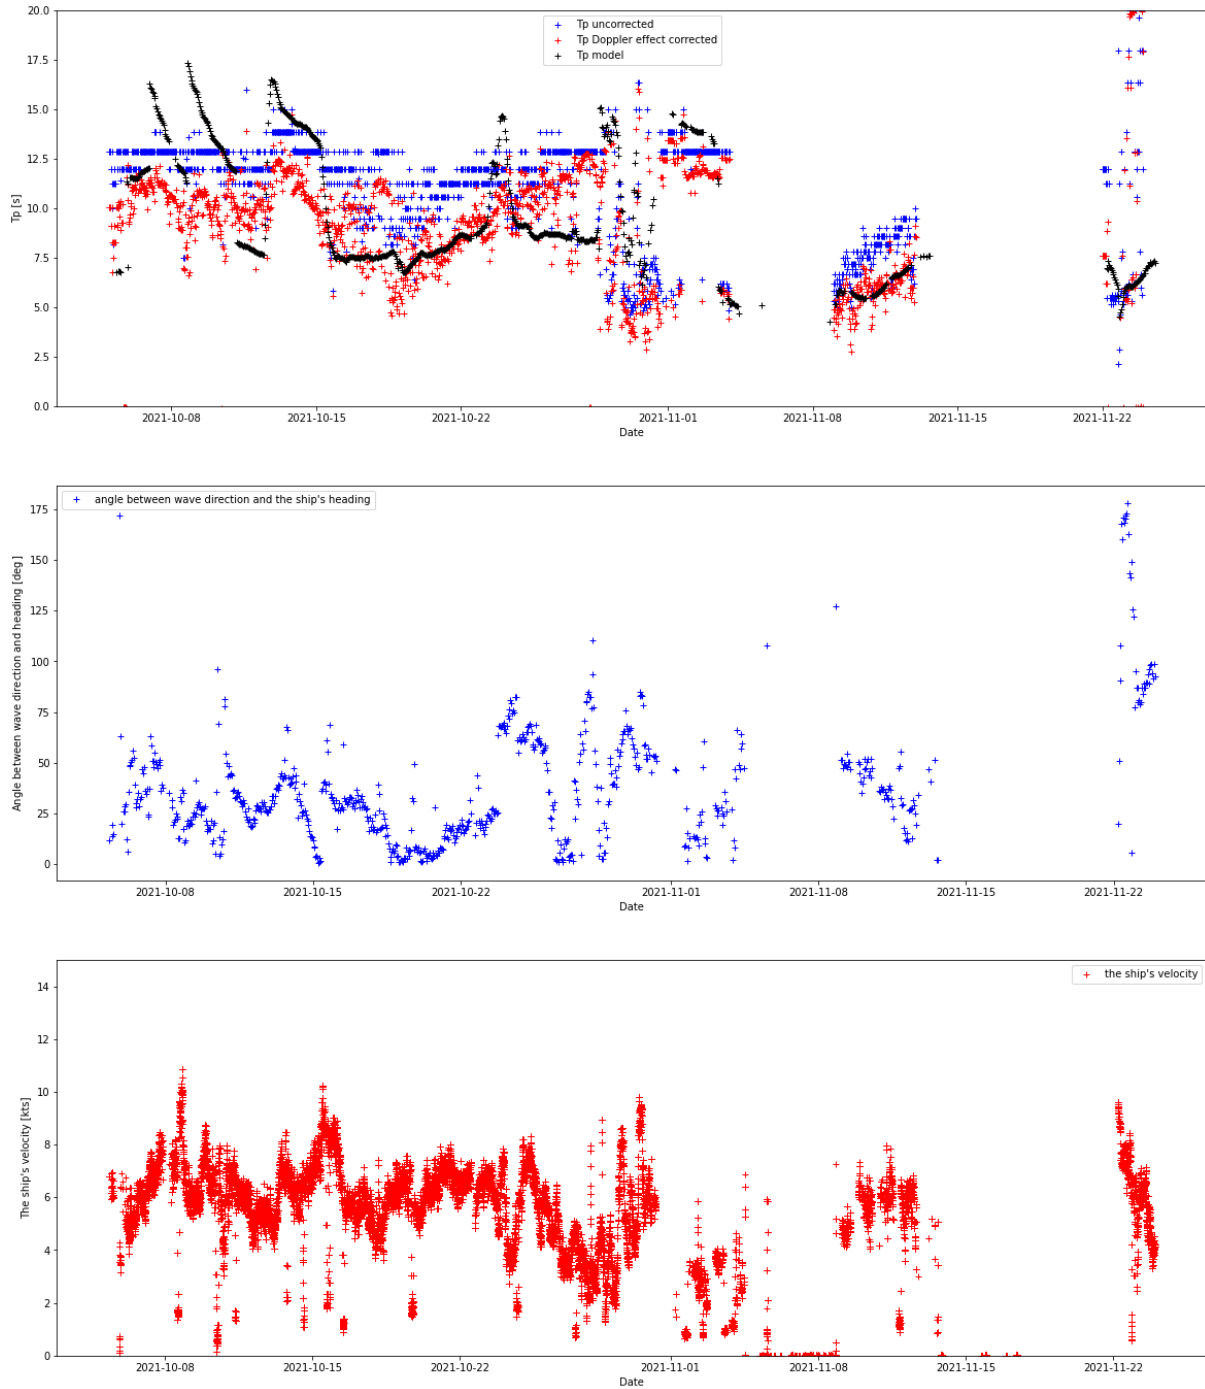 20.0
17.5
15.0
12.5
10.0
7.5
5.0
2.5
0.0
Tp [s]
Tp uncorrected
Tp Doppler effect corrected
Tp model
2021-10-08 2021-10-15 2021-10-22 2021-11-01 2021-11-08 2021-11-15 2021-11-22
Date
175
150
125
100
75
50
25
0
Angle between wave direction and heading [deg]
angle between wave direction and the ship's heading
2021-10-08 2021-10-15 2021-10-22 2021-11-01 2021-11-08 2021-11-15 2021-11-22
Date
14
12
10
8
6
4
2
0
The ship's velocity [kts]
the ship's velocity
2021-10-08 2021-10-15 2021-10-22 2021-11-01 2021-11-08 2021-11-15 2021-11-22
Date